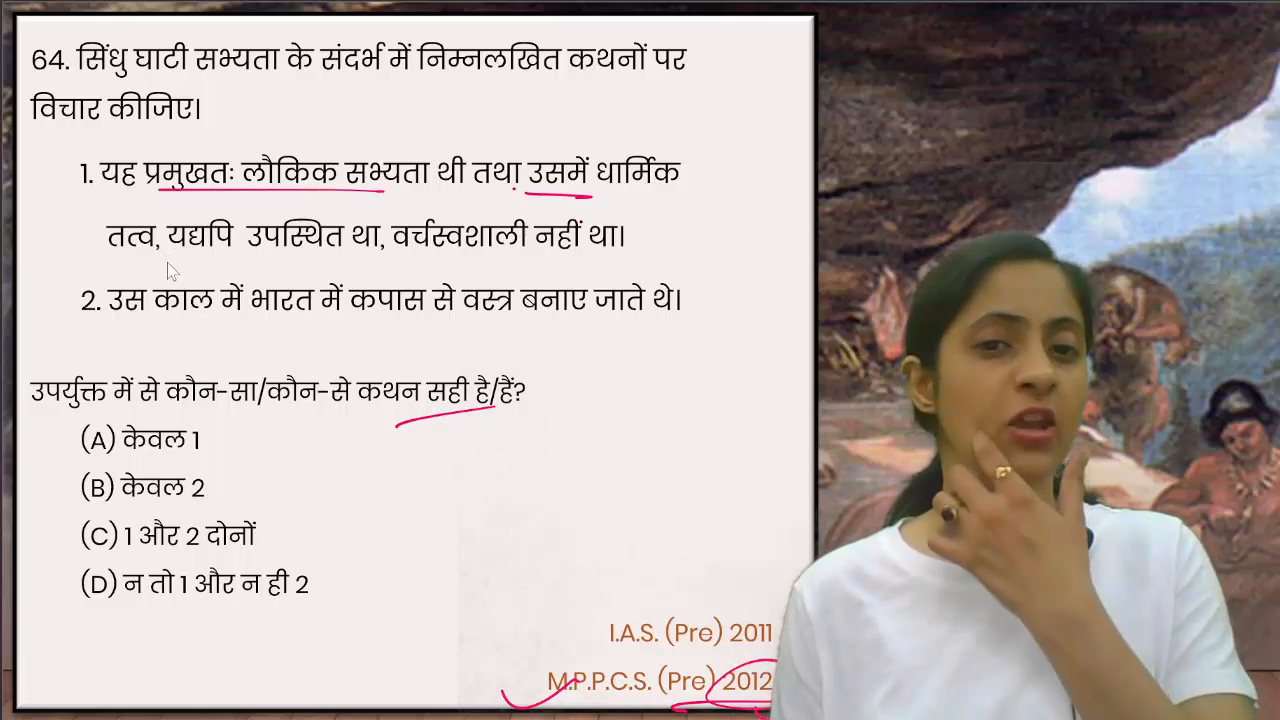 64. सिंधु घाटी सभ्यता के संदर्भ में निम्नलखित कथनों पर
विचार कीजिए।
1. यह प्रमुखतः लौकिक सभ्यता थी तथा उसमें धार्मिक
तत्व, यद्यपि उपस्थित था, वर्चस्वशाली नहीं था।
2. उस काल में भारत में कपास से वस्त्र बनाए जाते थे।
उपर्युक्त में से कौन-सा/कौन-से कथन सही है/हैं?
(A) केवल 1
(B) केवल 2
(C) 1 और 2 दोनों
(D) न तो 1 और न ही 2
I.A.S. (Pre) 2011
M.P.P.C.S. (Pre) 2012